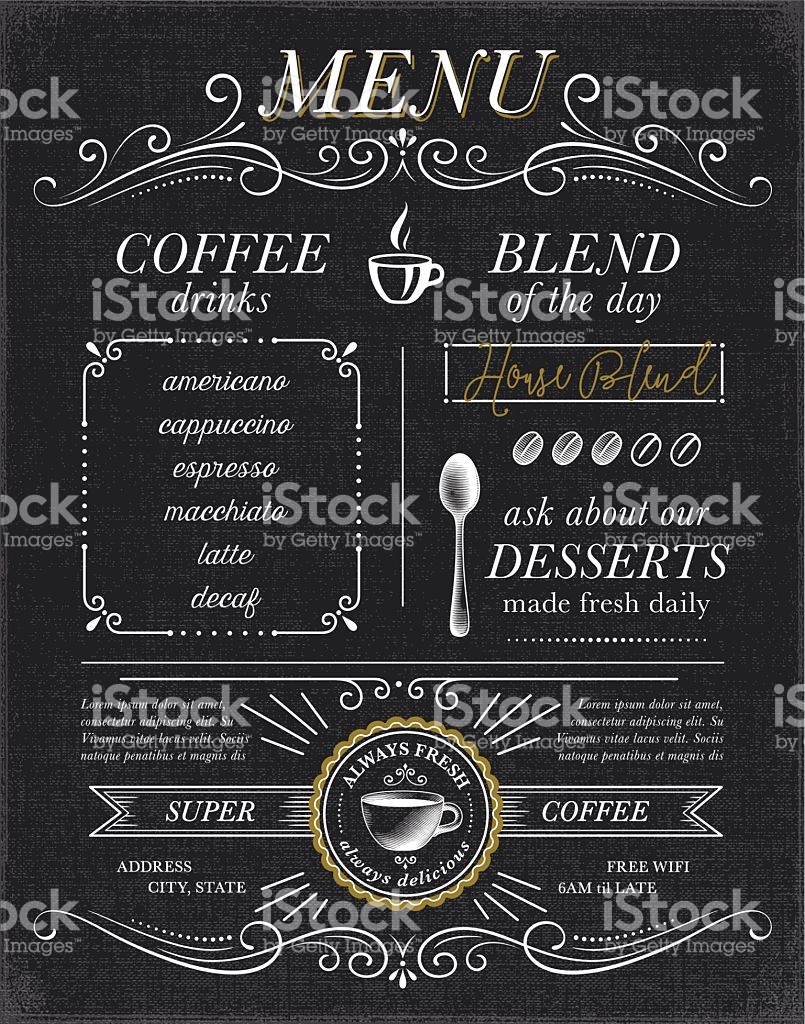 MENU
COFFEE
drinks
BLEND
of the day
americano
cappuccino
espresso
macchiato
latte
decaf
House Blend
ask about our
DESSERTS
made fresh daily
Lorem ipsum dolor sit amet,
consectetur adipiscing elit. Su
Vivamus vitae lacus velit. Sociis
natoque penatibus et magnis dis
Lorem ipsum dolor sit amet,
consectetur adipiscing elit. Su
Vivamus vitae lacus velit. Sociis
natoque penatibus et magnis dis
ALWAYS FRESH
always delicious
SUPER
COFFEE
ADDRESS
CITY, STATE
FREE WIFI
6AM til LATE
iStock
by Getty Images™